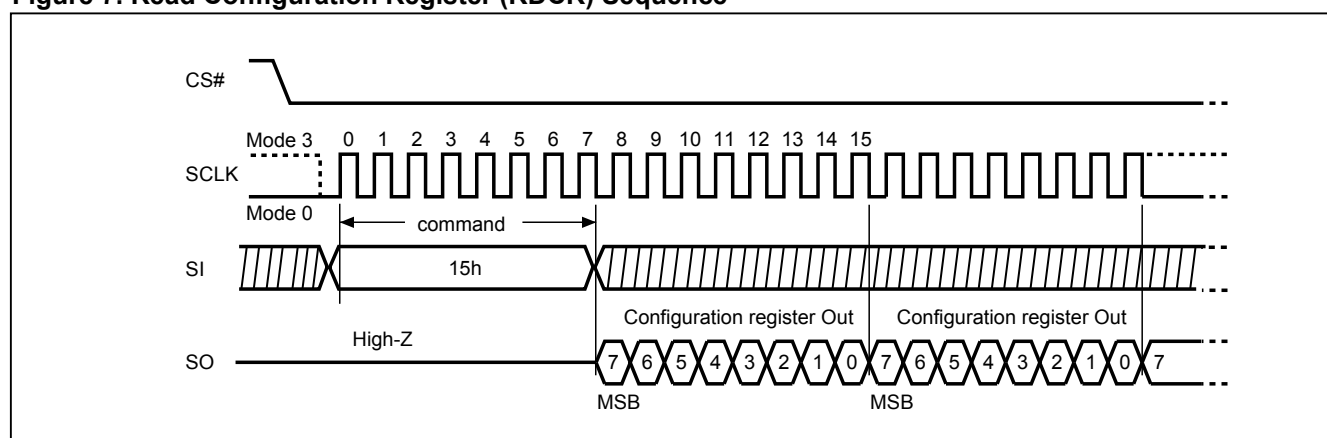 Figure 7. Read Configuration Register (RDCR) Sequence
CS#
Mode 3 0 1 2 3 4 5 6 7 8 9 10 11 12 13 14 15
SCLK
Mode 0
command
SI 15h
Configuration register Out Configuration register Out
High-Z
SO 7 6 5 4 3 2 1 0 7 6 5 4 3 2 1 0 7
MSB MSB